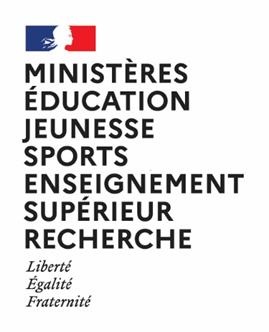 MINISTÈRES
ÉDUCATION
JEUNESSE
SPORTS
ENSEIGNEMENT
SUPÉRIEUR
RECHERCHE
Liberté
Égalité
Fraternité